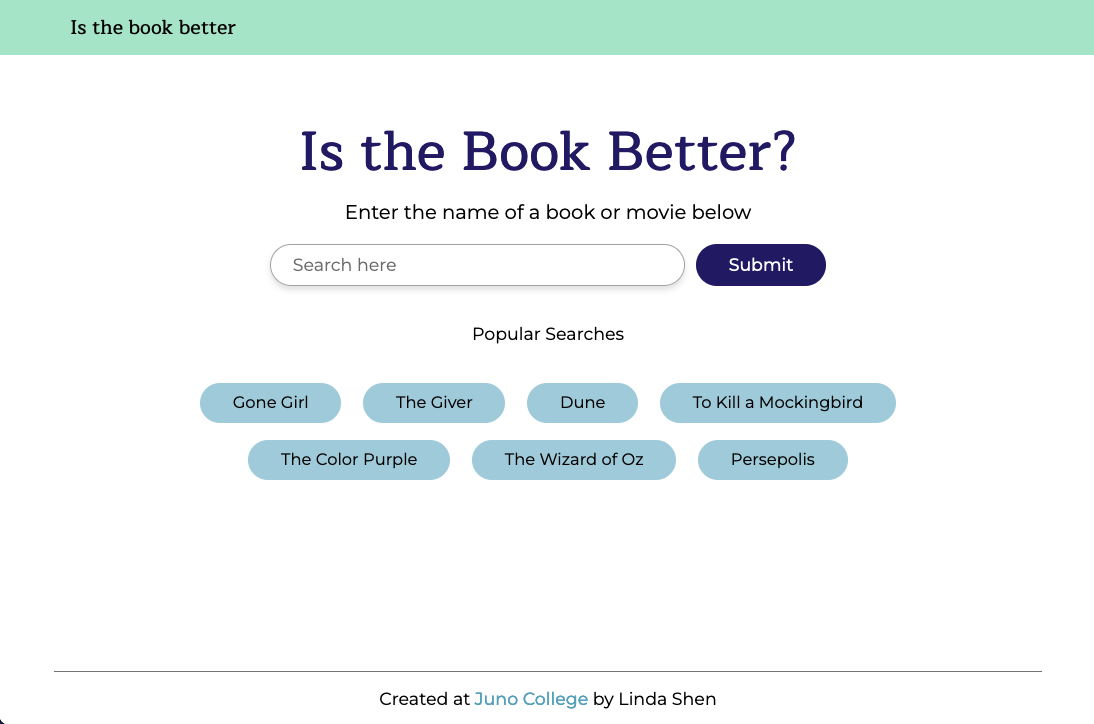 Is the book better
Is the Book Better?
Enter the name of a book or movie below
Search here
Submit
Popular Searches
Gone Girl
The Giver
Dune
To Kill a Mockingbird
The Color Purple
The Wizard of Oz
Persepolis
Created at Juno College by Linda Shen